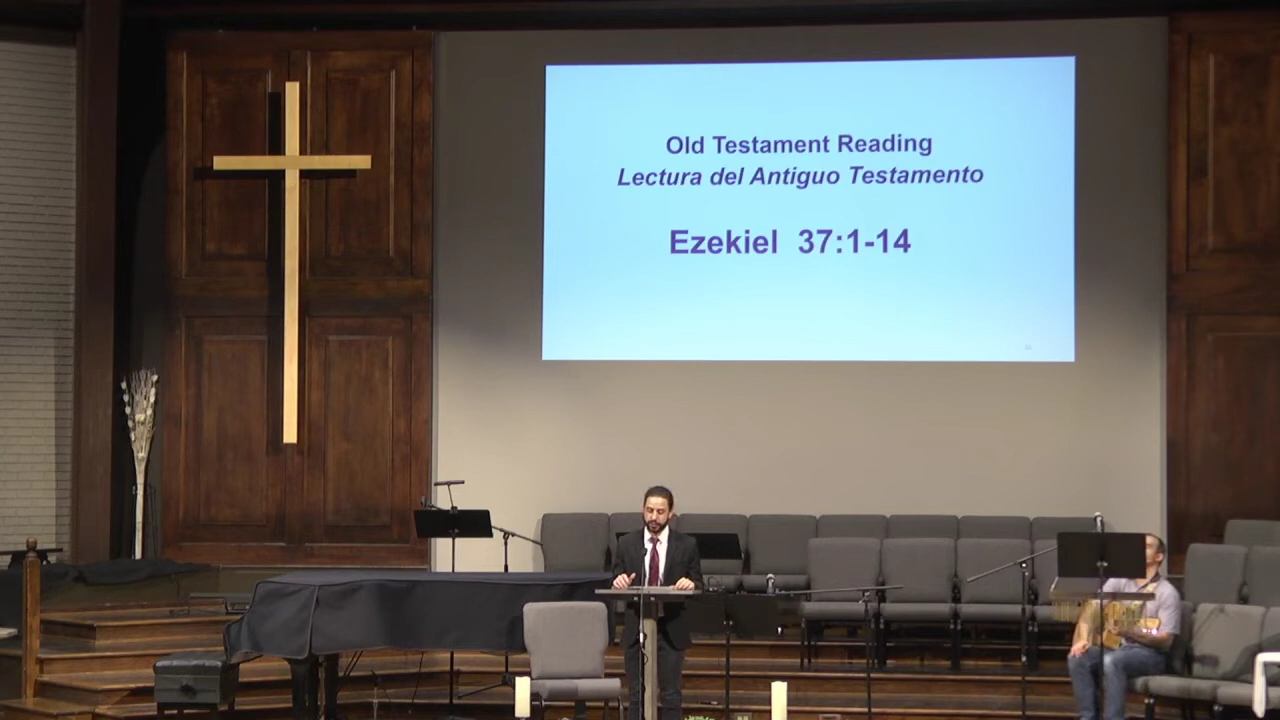 Old Testament Reading
Lectura del Antiguo Testamento
Ezekiel 37:1-14